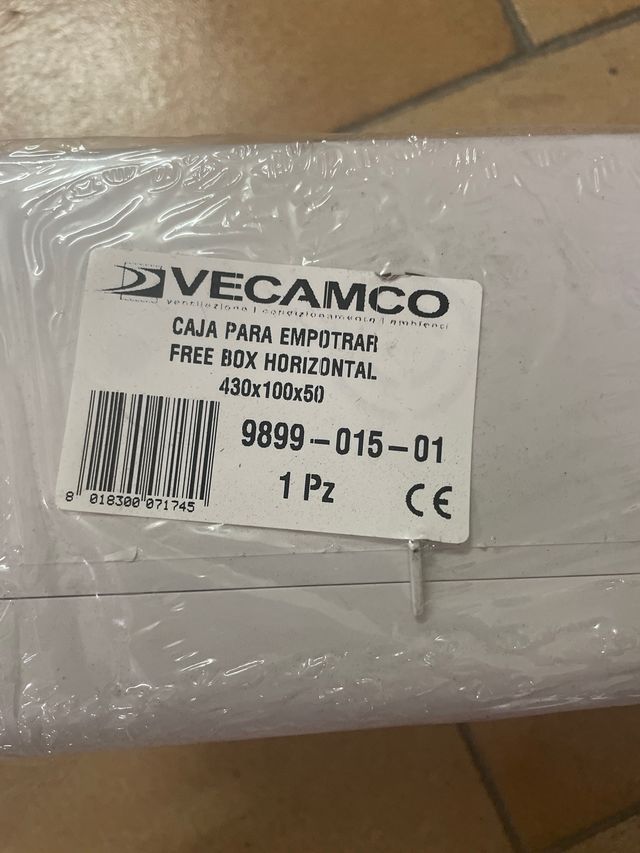 VECAMCO
ventilazione | condizionamento | ambienti
CAJA PARA EMPOTRAR
FREE BOX HORIZONTAL
430x100x50
9899-015-01
1 Pz
CE
8 018300 071745